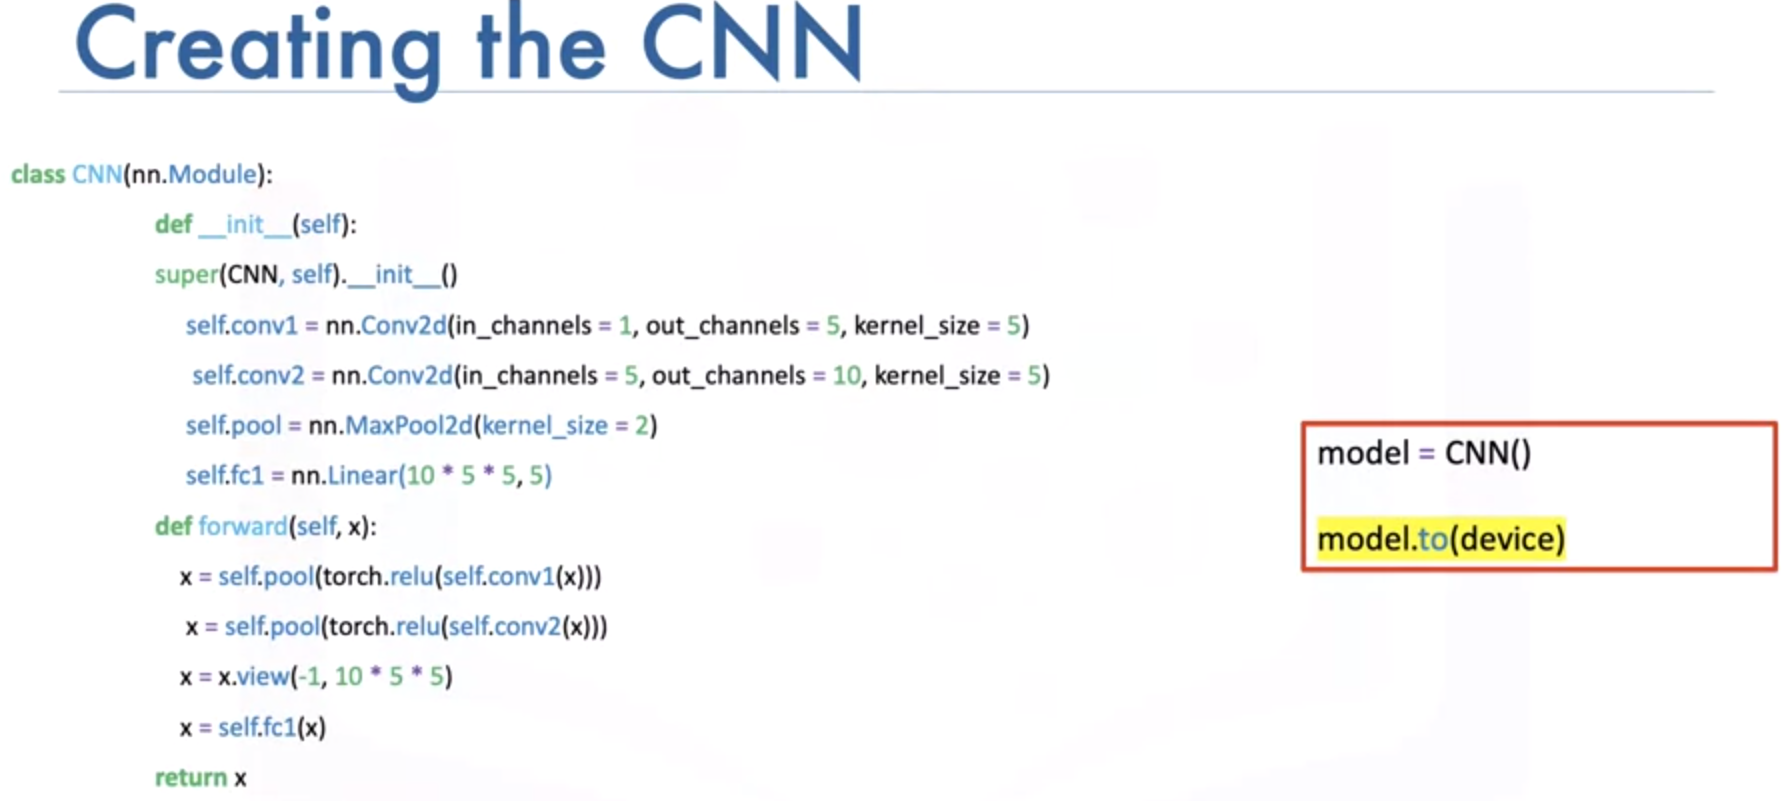 Creating the CNN
class CNN(nn.Module):
def __init__(self):
super(CNN, self).__init__()
self.conv1 = nn.Conv2d(in_channels = 1, out_channels = 5, kernel_size = 5)
self.conv2 = nn.Conv2d(in_channels = 5, out_channels = 10, kernel_size = 5)
self.pool = nn.MaxPool2d(kernel_size = 2)
self.fc1 = nn.Linear(10 * 5 * 5, 5)
def forward(self, x):
x = self.pool(torch.relu(self.conv1(x)))
x = self.pool(torch.relu(self.conv2(x)))
x = x.view(-1, 10 * 5 * 5)
x = self.fc1(x)
return x
model = CNN()
model.to(device)